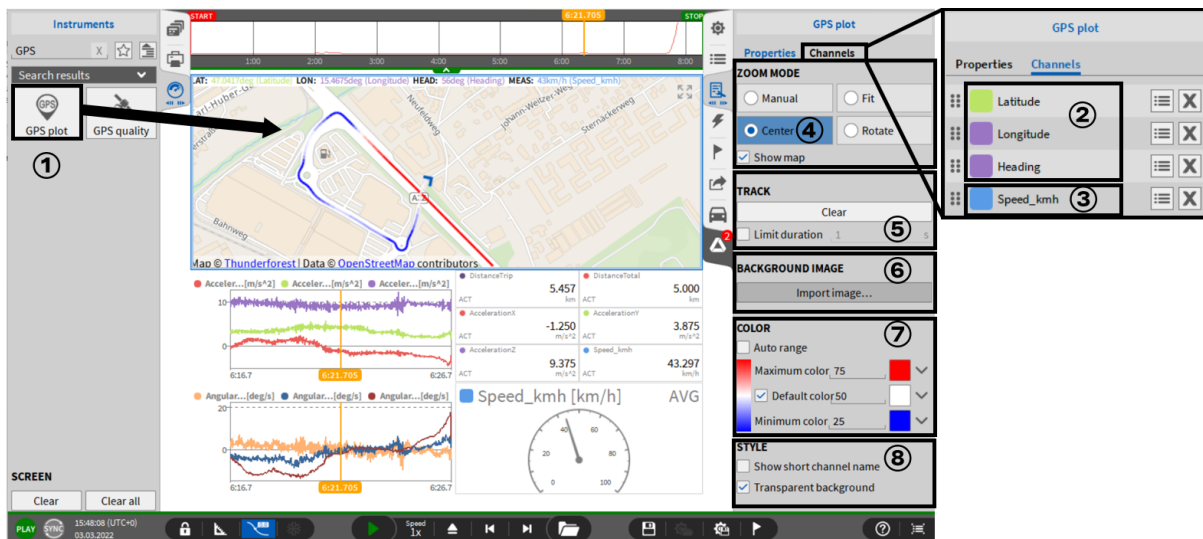 Instruments
GPS
X
Search results
GPS
GPS plot
GPS quality
①
SCREEN
Clear
Clear all
START
6:21.705
STOP
1:00
2:00
3:00
4:00
5:00
7:00
8:00
LAT: 47.0417deg (Latitude) LON: 15.4675deg (Longitude) HEAD: 56deg (Heading) MEAS: 43km/h (Speed_kmh)
Neufeldweg
Johann-Weitzer-Weg
Sternäckerweg
Bahnweg
A 2
Map © Thunderforest | Data © OpenStreetMap contributors
Acceler...[m/s^2]
Acceler...[m/s^2]
Acceler...[m/s^2]
10
0
6:16.7
6:21.705
6:26.7
DistanceTrip
5.457
ACT
km
DistanceTotal
5.000
ACT
km
AccelerationX
-1.250
ACT
m/s^2
AccelerationY
3.875
ACT
m/s^2
AccelerationZ
9.375
ACT
m/s^2
Speed_kmh
43.297
ACT
km/h
Angular...[deg/s]
Angular...[deg/s]
Angular...[deg/s]
20
0
6:16.7
6:21.705
6:26.7
Speed_kmh [km/h]
AVG
0
20
40
60
80
100
2
GPS plot
Properties
Channels
ZOOM MODE
Manual
Fit
Center
④
Rotate
Show map
TRACK
Clear
Limit duration
1
s
⑤
BACKGROUND IMAGE
⑥
Import image...
COLOR
⑦
Auto range
Maximum color 75
Default color 50
Minimum color 25
STYLE
⑧
Show short channel name
Transparent background
GPS plot
Properties
Channels
Latitude
②
Longitude
Heading
Speed_kmh
③
PLAY
SYNC
15:48:08 (UTC+0)
03.03.2022
Speed
1x